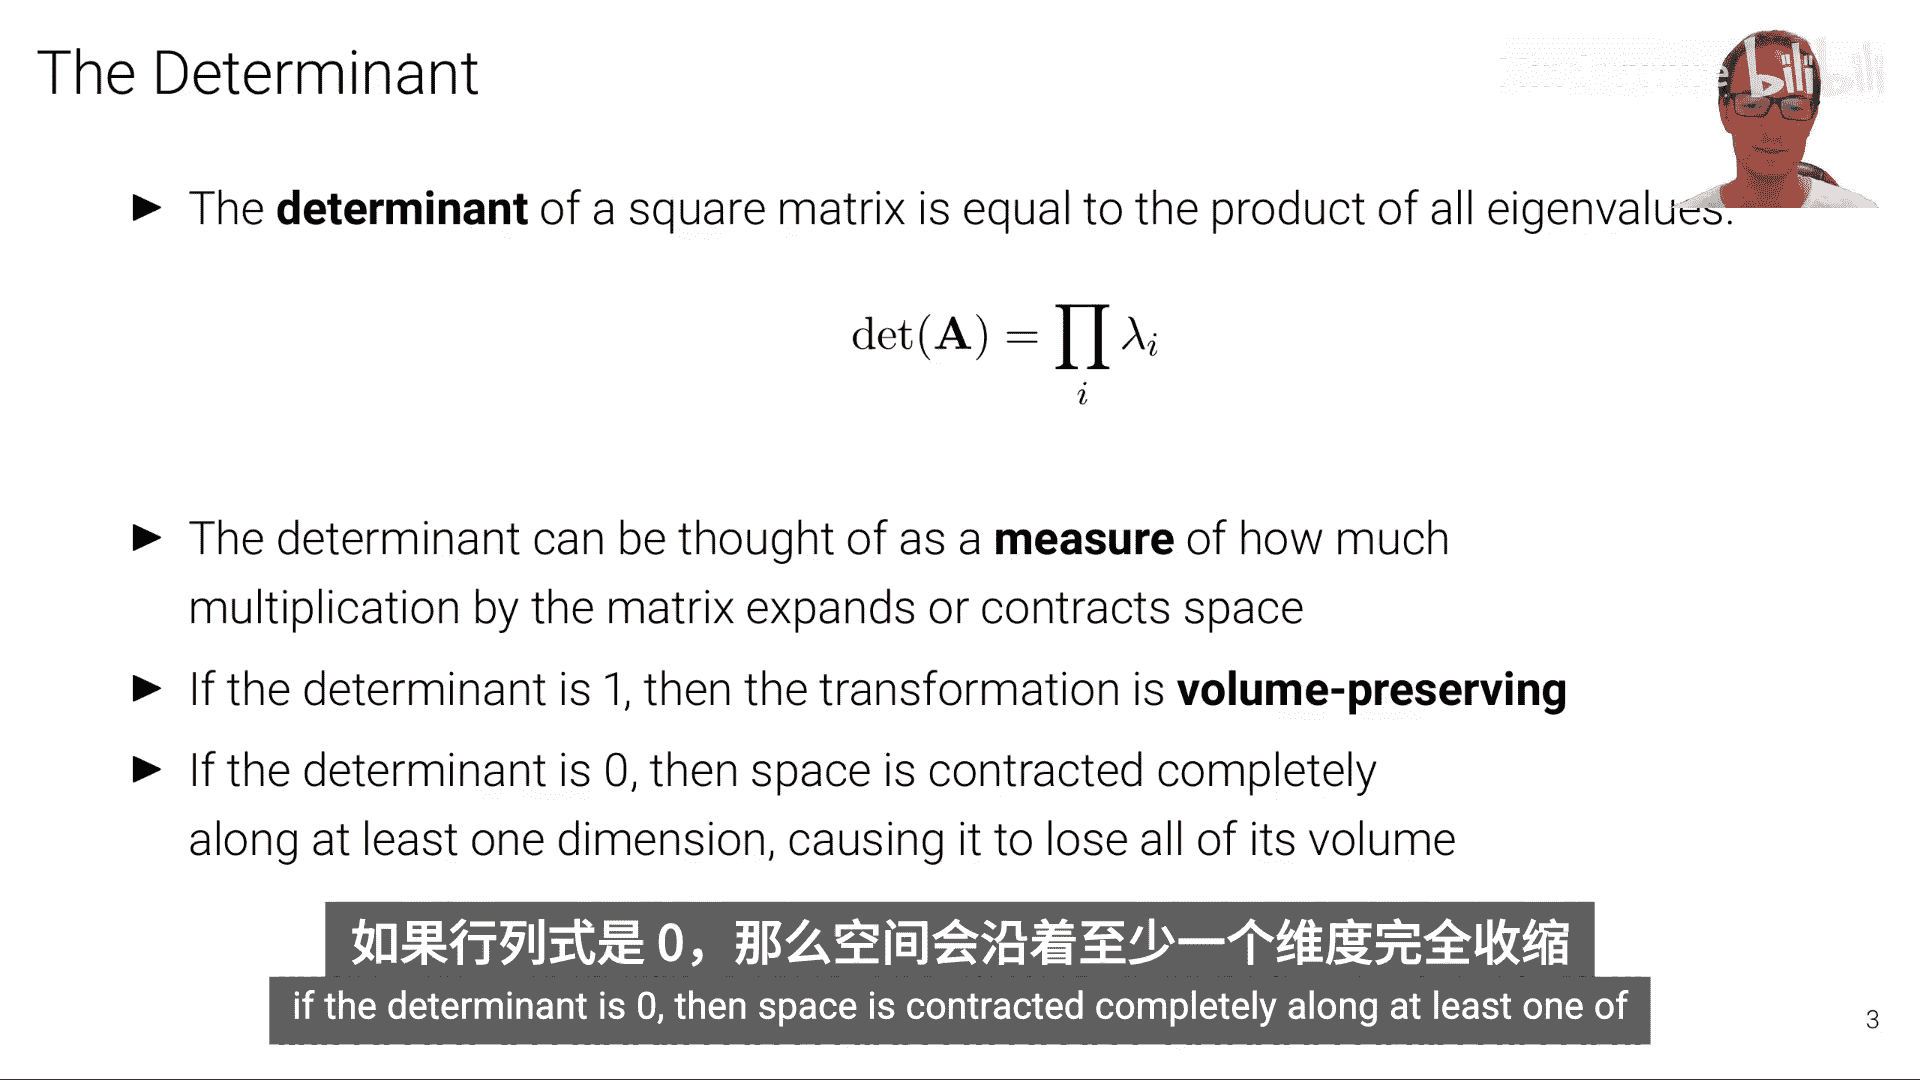 The Determinant
bili
▶ The determinant of a square matrix is equal to the product of all eigenvalues:
det(A) = ∏ λᵢ
i
▶ The determinant can be thought of as a measure of how much
multiplication by the matrix expands or contracts space
▶ If the determinant is 1, then the transformation is volume-preserving
▶ If the determinant is 0, then space is contracted completely
along at least one dimension, causing it to lose all of its volume
如果行列式是 0，那么空间会沿着至少一个维度完全收缩
if the determinant is 0, then space is contracted completely along at least one of
3